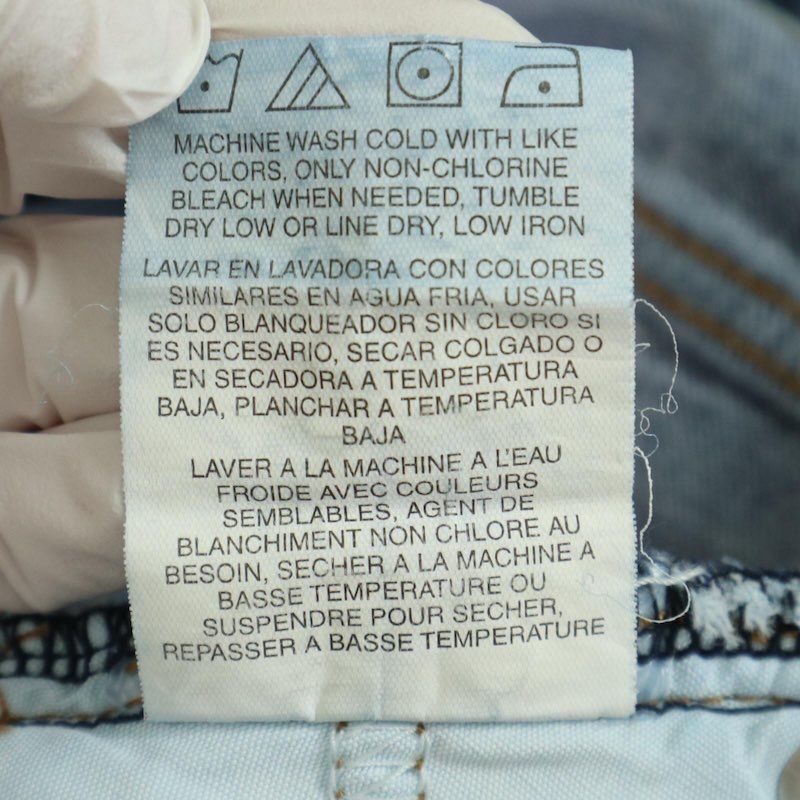 MACHINE WASH COLD WITH LIKE
COLORS, ONLY NON-CHLORINE
BLEACH WHEN NEEDED, TUMBLE
DRY LOW OR LINE DRY, LOW IRON
LAVAR EN LAVADORA CON COLORES
SIMILARES EN AGUA FRIA, USAR
SOLO BLANQUEADOR SIN CLORO SI
ES NECESARIO, SECAR COLGADO O
EN SECADORA A TEMPERATURA
BAJA, PLANCHAR A TEMPERATURA
BAJA
LAVER A LA MACHINE A L'EAU
FROIDE AVEC COULEURS
SEMBLABLES, AGENT DE
BLANCHIMENT NON CHLORE AU
BESOIN, SECHER A LA MACHINE A
BASSE TEMPERATURE OU
SUSPENDRE POUR SECHER,
REPASSER A BASSE TEMPERATURE